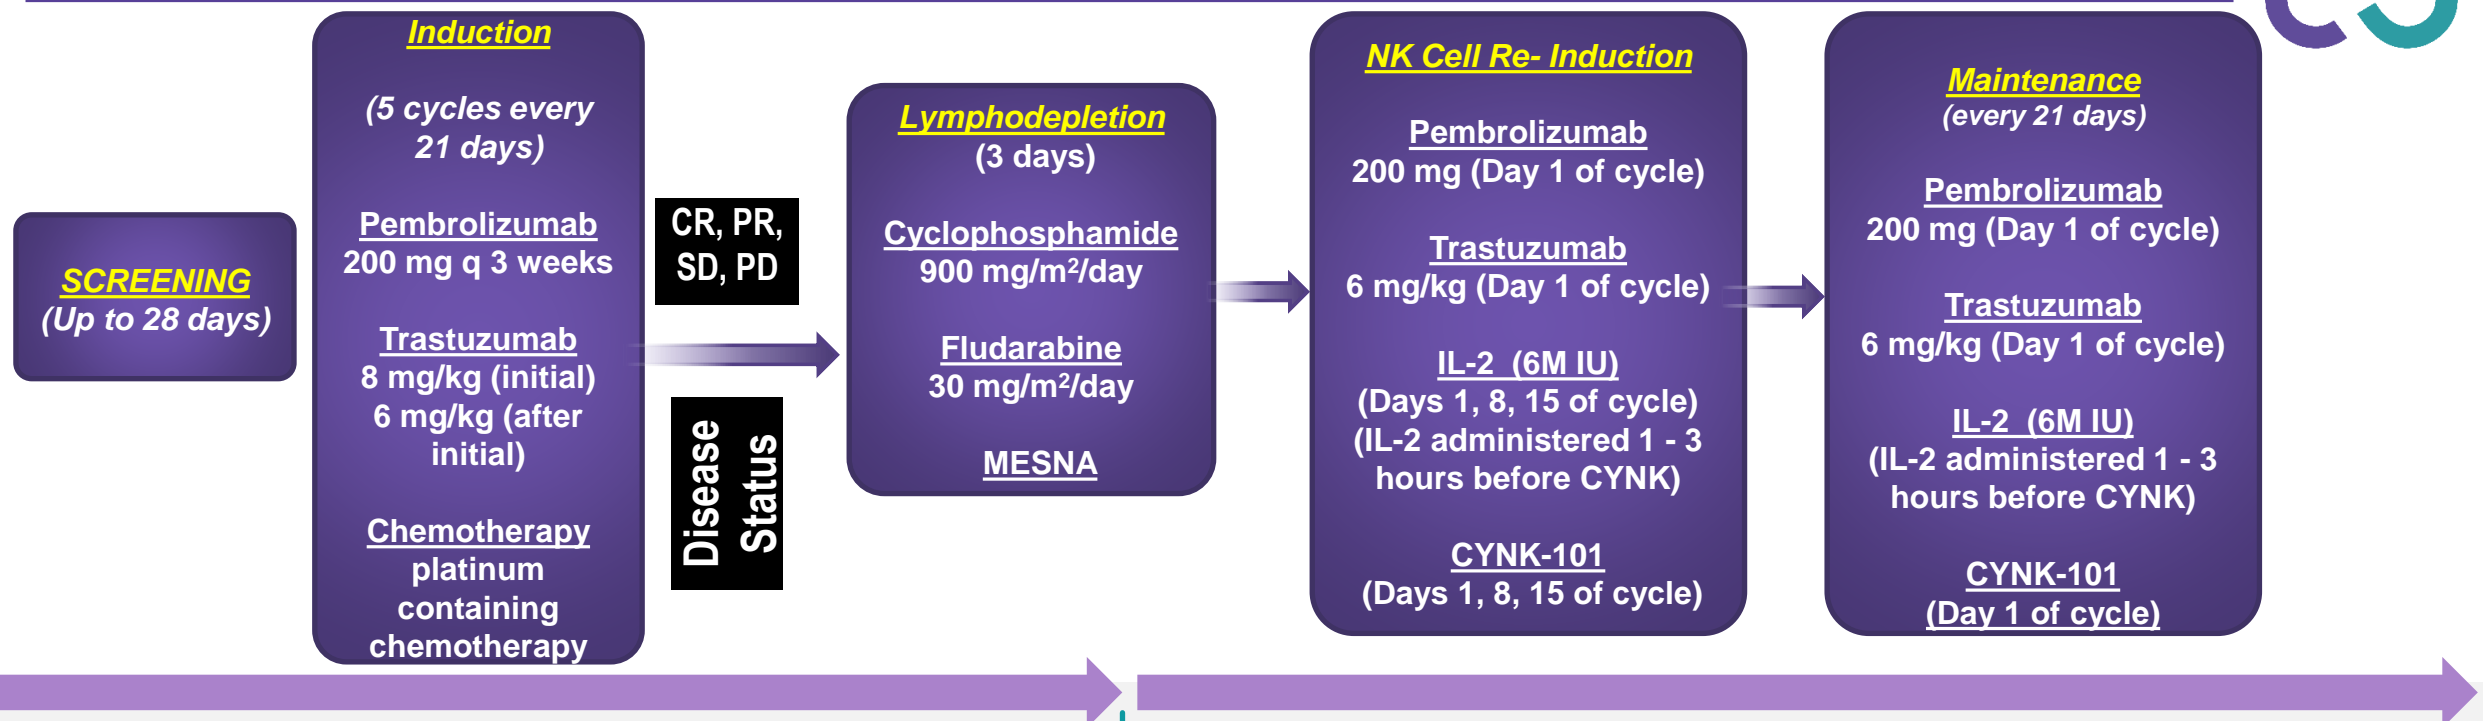 SCREENING
(Up to 28 days)
Induction
(5 cycles every
21 days)
Pembrolizumab
200 mg q 3 weeks
Trastuzumab
8 mg/kg (initial)
6 mg/kg (after
initial)
Chemotherapy
platinum
containing
chemotherapy
CR, PR,
SD, PD
Disease
Status
Lymphodepletion
(3 days)
Cyclophosphamide
900 mg/m²/day
Fludarabine
30 mg/m²/day
MESNA
NK Cell Re- Induction
Pembrolizumab
200 mg (Day 1 of cycle)
Trastuzumab
6 mg/kg (Day 1 of cycle)
IL-2 (6M IU)
(Days 1, 8, 15 of cycle)
(IL-2 administered 1 - 3
hours before CYNK)
CYNK-101
(Days 1, 8, 15 of cycle)
Maintenance
(every 21 days)
Pembrolizumab
200 mg (Day 1 of cycle)
Trastuzumab
6 mg/kg (Day 1 of cycle)
IL-2 (6M IU)
(IL-2 administered 1 - 3
hours before CYNK)
CYNK-101
(Day 1 of cycle)